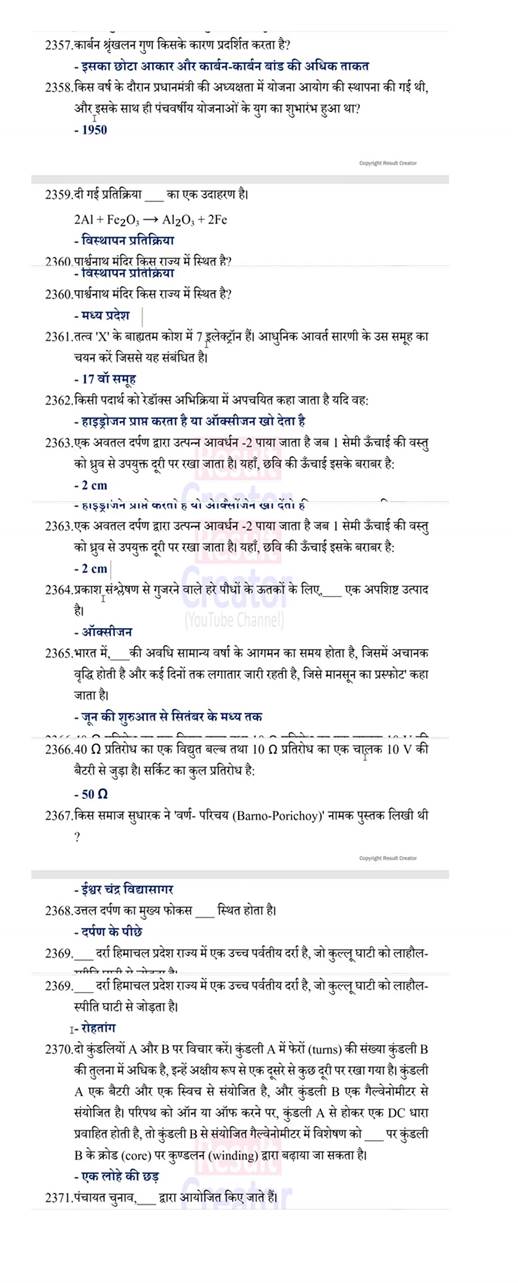 2357.कार्बन श्रृंखलन गुण किसके कारण प्रदर्शित करता है?
- इसका छोटा आकार और कार्बन-कार्बन बांड की अधिक ताकत
2358.किस वर्ष के दौरान प्रधानमंत्री की अध्यक्षता में योजना आयोग की स्थापना की गई थी,
और इसके साथ ही पंचवर्षीय योजनाओं के युग का शुभारंभ हुआ था?
- 1950
Copyright Result Creator
2359.दी गई प्रतिक्रिया ___ का एक उदाहरण है।
2Al + Fe₂O₃ → Al₂O₃ + 2Fe
- विस्थापन प्रतिक्रिया
2360.पार्श्वनाथ मंदिर किस राज्य में स्थित है?
- विस्थापन प्रतिक्रिया
2360.पार्श्वनाथ मंदिर किस राज्य में स्थित है?
- मध्य प्रदेश
2361.तत्व 'X' के बाह्यतम कोश में 7 इलेक्ट्रॉन हैं। आधुनिक आवर्त सारणी के उस समूह का
चयन करें जिससे यह संबंधित है।
- 17 वाँ समूह
2362.किसी पदार्थ को रेडॉक्स अभिक्रिया में अपचयित कहा जाता है यदि वह:
- हाइड्रोजन प्राप्त करता है या ऑक्सीजन खो देता है
2363.एक अवतल दर्पण द्वारा उत्पन्न आवर्धन -2 पाया जाता है जब 1 सेमी ऊँचाई की वस्तु
को ध्रुव से उपयुक्त दूरी पर रखा जाता है। यहाँ, छवि की ऊँचाई इसके बराबर है:
- 2 cm
- हाइड्रोजन प्राप्त करता है या ऑक्सीजन खो देता है
2363.एक अवतल दर्पण द्वारा उत्पन्न आवर्धन -2 पाया जाता है जब 1 सेमी ऊँचाई की वस्तु
को ध्रुव से उपयुक्त दूरी पर रखा जाता है। यहाँ, छवि की ऊँचाई इसके बराबर है:
- 2 cm
2364.प्रकाश संश्लेषण से गुजरने वाले हरे पौधों के ऊतकों के लिए,___ एक अपशिष्ट उत्पाद
है।
(YouTube Channel)
- ऑक्सीजन
2365.भारत में,___की अवधि सामान्य वर्षा के आगमन का समय होता है, जिसमें अचानक
वृद्धि होती है और कई दिनों तक लगातार जारी रहती है, जिसे मानसून का प्रस्फोट' कहा
जाता है।
- जून की शुरुआत से सितंबर के मध्य तक
2366.40 Ω प्रतिरोध का एक विद्युत बल्ब तथा 10 Ω प्रतिरोध का एक चालक 10 V की
बैटरी से जुड़ा है। सर्किट का कुल प्रतिरोध है:
- 50 Ω
2367.किस समाज सुधारक ने 'वर्ण- परिचय (Barno-Porichoy)' नामक पुस्तक लिखी थी
?
Copyright Result Creator
- ईश्वर चंद्र विद्यासागर
2368.उत्तल दर्पण का मुख्य फोकस ___ स्थित होता है।
- दर्पण के पीछे
2369.___ दर्रा हिमाचल प्रदेश राज्य में एक उच्च पर्वतीय दर्रा है, जो कुल्लू घाटी को लाहौल-
2369.___ दर्रा हिमाचल प्रदेश राज्य में एक उच्च पर्वतीय दर्रा है, जो कुल्लू घाटी को लाहौल-
स्पीति घाटी से जोड़ता है।
- रोहतांग
2370.दो कुंडलियों A और B पर विचार करें। कुंडली A में फेरों (turns) की संख्या कुंडली B
की तुलना में अधिक है, इन्हें अक्षीय रूप से एक दूसरे से कुछ दूरी पर रखा गया है। कुंडली
A एक बैटरी और एक स्विच से संयोजित है, और कुंडली B एक गैल्वेनोमीटर से
संयोजित है। परिपथ को ऑन या ऑफ करने पर, कुंडली A से होकर एक DC धारा
प्रवाहित होती है, तो कुंडली B से संयोजित गैल्वेनोमीटर में विशेषण को ___ पर कुंडली
B के क्रोड (core) पर कुण्डलन (winding) द्वारा बढ़ाया जा सकता है।
- एक लोहे की छड़
Result
Creator
2371.पंचायत चुनाव,___ द्वारा आयोजित किए जाते हैं।